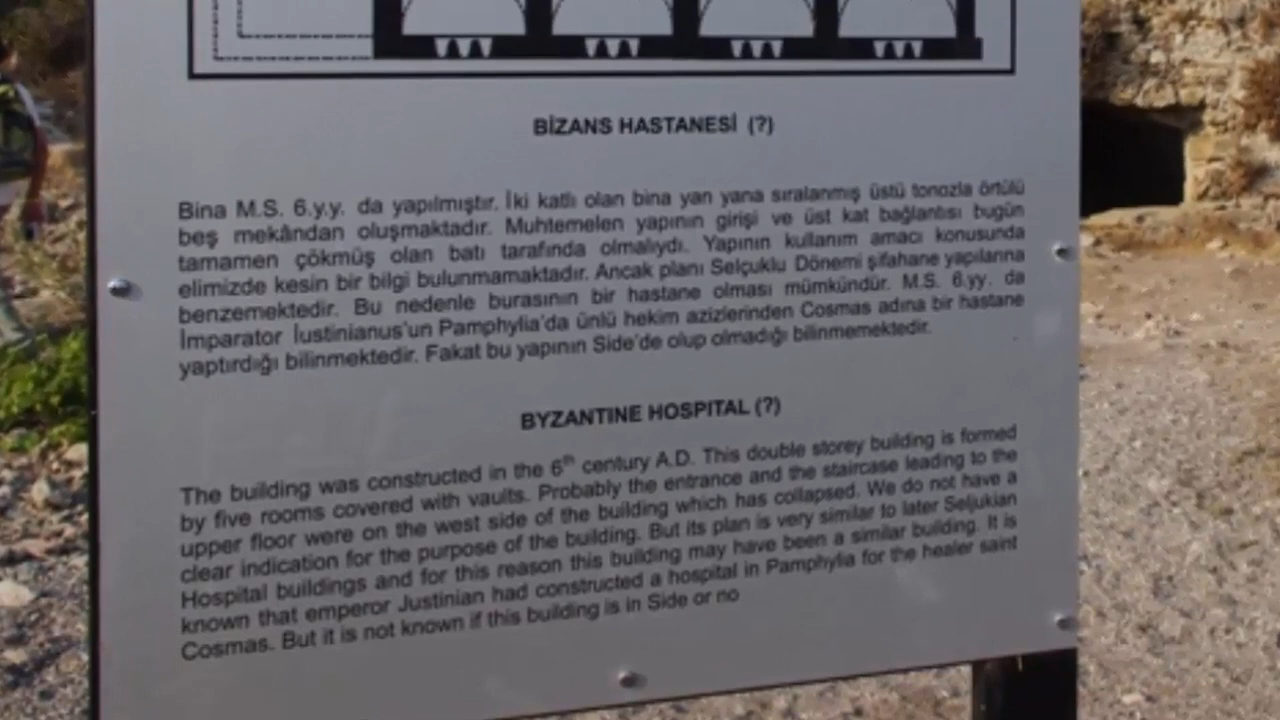 BİZANS HASTANESİ (?)
Bina M.S. 6.y.y. da yapılmıştır. İki katlı olan bina yan yana sıralanmış üstü tonozla örtülü
beş mekândan oluşmaktadır. Muhtemelen yapının girişi ve üst kat bağlantısı bugün
tamamen çökmüş olan batı tarafında olmalıydı. Yapının kullanım amacı konusunda
elimizde kesin bir bilgi bulunmamaktadır. Ancak planı Selçuklu Dönemi şifahane yapılarına
benzemektedir. Bu nedenle burasının bir hastane olması mümkündür. M.S. 6.yy. da
İmparator İustinianus'un Pamphylia'da ünlü hekim azizlerinden Cosmas adına bir hastane
yaptırdığı bilinmektedir. Fakat bu yapının Side'de olup olmadığı bilinmemektedir.
BYZANTINE HOSPITAL (?)
The building was constructed in the 6th century A.D. This double storey building is formed
by five rooms covered with vaults. Probably the entrance and the staircase leading to the
upper floor were on the west side of the building which has collapsed. We do not have a
clear indication for the purpose of the building. But its plan is very similar to later Seljukian
Hospital buildings and for this reason this building may have been a similar building. It is
known that emperor Justinian had constructed a hospital in Pamphylia for the healer saint
Cosmas. But it is not known if this building is in Side or no